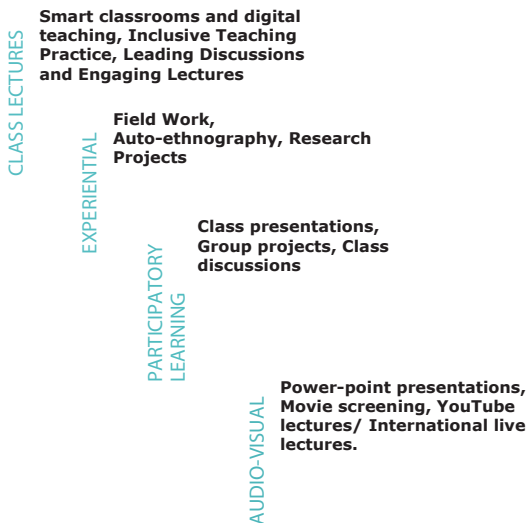 CLASS LECTURES
Smart classrooms and digital
teaching, Inclusive Teaching
Practice, Leading Discussions
and Engaging Lectures
EXPERIENTIAL
Field Work,
Auto-ethnography, Research
Projects
PARTICIPATORY
LEARNING
Class presentations,
Group projects, Class
discussions
AUDIO-VISUAL
Power-point presentations,
Movie screening, YouTube
lectures/ International live
lectures.